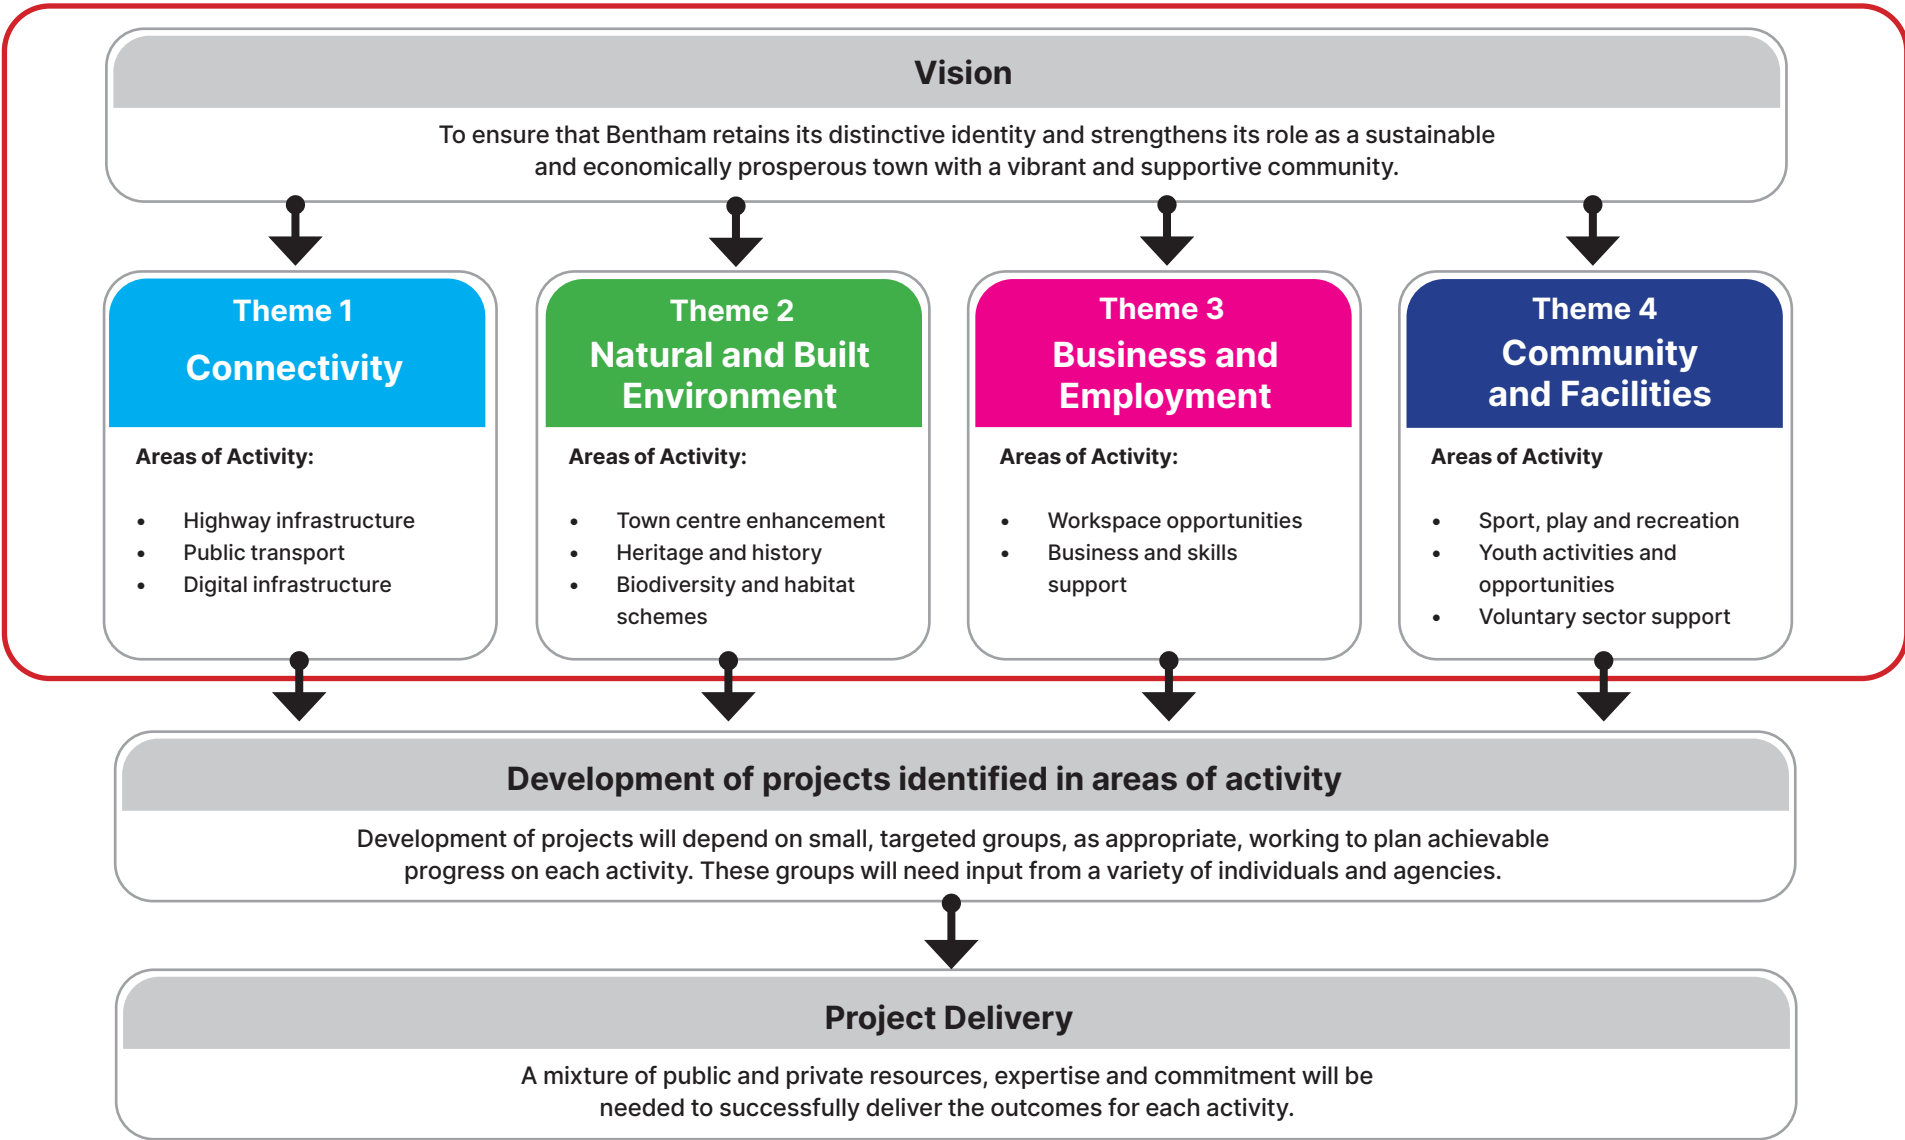 Vision
To ensure that Bentham retains its distinctive identity and strengthens its role as a sustainable
and economically prosperous town with a vibrant and supportive community.
Theme 1
Connectivity
Areas of Activity:
• Highway infrastructure
• Public transport
• Digital infrastructure
Theme 2
Natural and Built
Environment
Areas of Activity:
• Town centre enhancement
• Heritage and history
• Biodiversity and habitat
schemes
Theme 3
Business and
Employment
Areas of Activity:
• Workspace opportunities
• Business and skills
support
Theme 4
Community
and Facilities
Areas of Activity
• Sport, play and recreation
• Youth activities and
opportunities
• Voluntary sector support
Development of projects identified in areas of activity
Development of projects will depend on small, targeted groups, as appropriate, working to plan achievable
progress on each activity. These groups will need input from a variety of individuals and agencies.
Project Delivery
A mixture of public and private resources, expertise and commitment will be
needed to successfully deliver the outcomes for each activity.